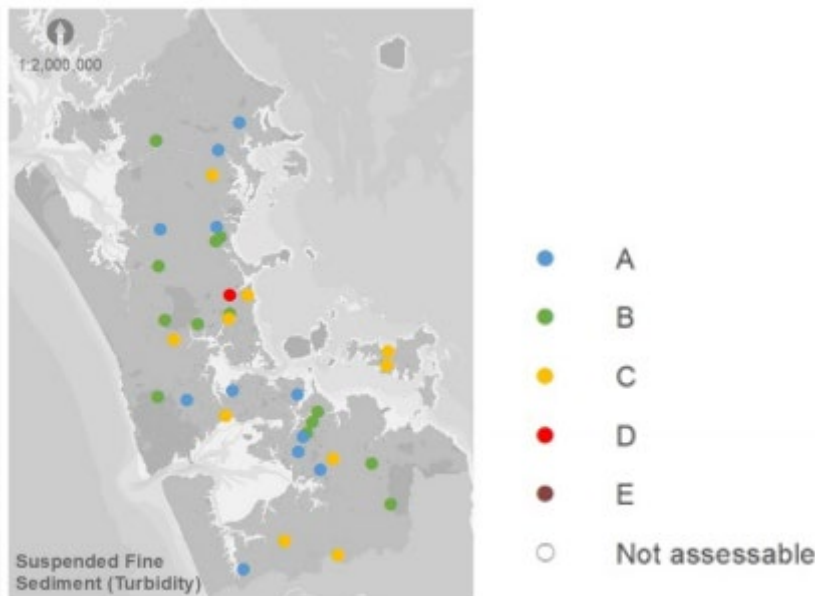 1:2,000,000
A
B
C
D
E
Not assessable
Suspended Fine
Sediment (Turbidity)